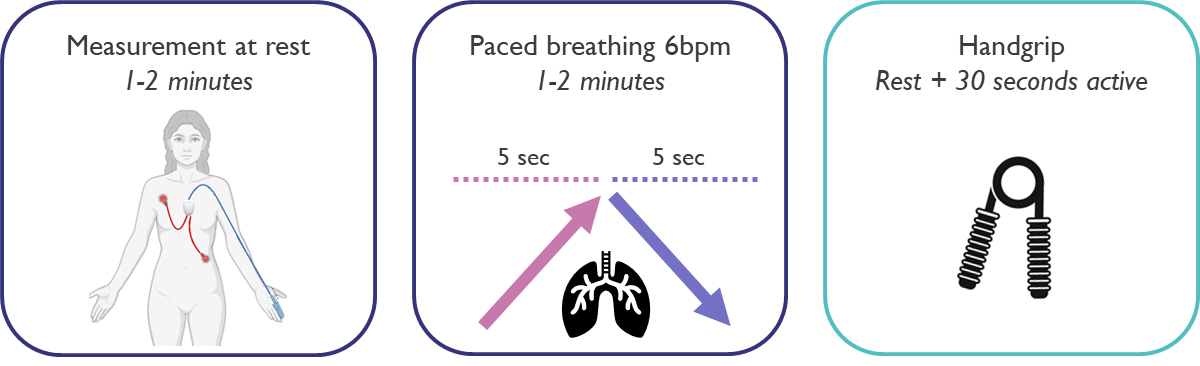 Measurement at rest
1-2 minutes
Paced breathing 6bpm
1-2 minutes
5 sec
5 sec
Handgrip
Rest + 30 seconds active